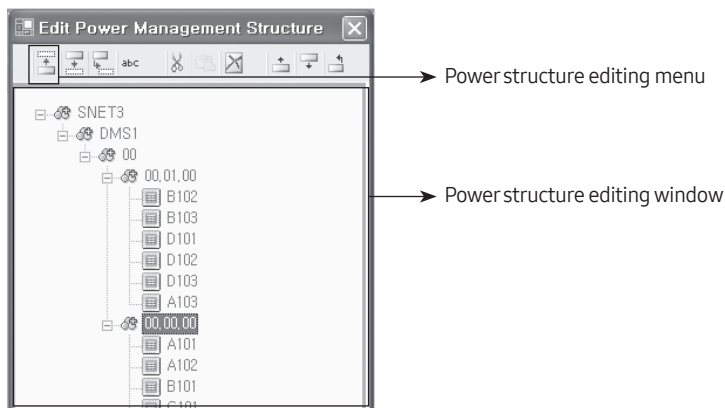 Edit Power Management Structure
abc
Power structure editing menu
SNET3
DMS1
00
00,01,00
B102
Power structure editing window
B103
D101
D102
D103
A103
00,00,00
A101
A102
B101
C101